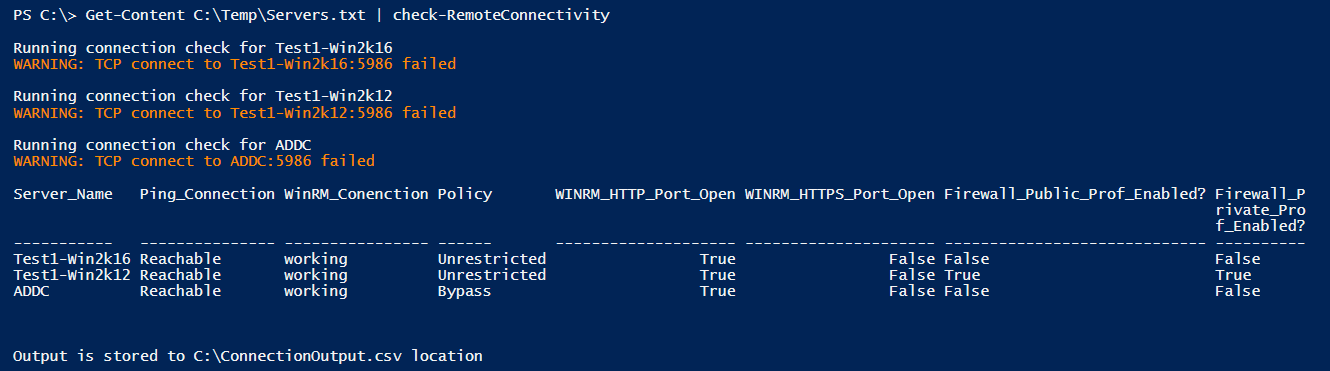 PS C:\> Get-Content C:\Temp\Servers.txt | check-RemoteConnectivity
Running connection check for Test1-Win2k16
WARNING: TCP connect to Test1-Win2k16:5986 failed
Running connection check for Test1-Win2k12
WARNING: TCP connect to Test1-Win2k12:5986 failed
Running connection check for ADDC
WARNING: TCP connect to ADDC:5986 failed
Server_Name   Ping_Connection WinRM_Conenction Policy       WINRM_HTTP_Port_Open WINRM_HTTPS_Port_Open Firewall_Public_Prof_Enabled? Firewall_P
rivate_Pro
f_Enabled?
-----------   --------------- ---------------- ------       -------------------- --------------------- ----------------------------- ----------
Test1-Win2k16 Reachable       working          Unrestricted                 True                 False False                         False
Test1-Win2k12 Reachable       working          Unrestricted                 True                 False True                          True
ADDC          Reachable       working          Bypass                       True                 False False                         False
Output is stored to C:\ConnectionOutput.csv location